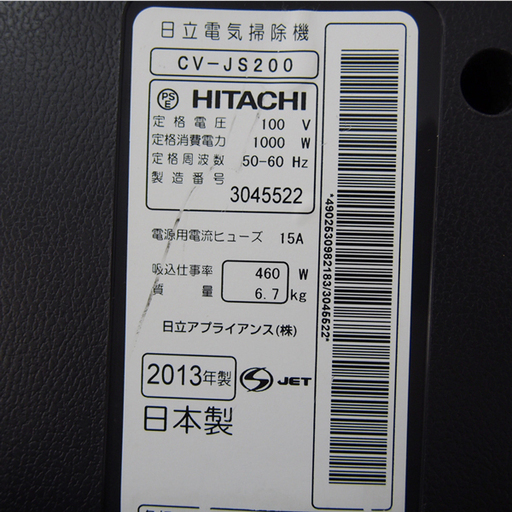 日立電気掃除機
CV-JS200
PSE HITACHI
定格電圧 100 V
定格消費電力 1000 W
定格周波数 50-60 Hz
製造番号
3045522
電源用電流ヒューズ 15A
吸込仕事率 460 W
質量 6.7 kg
日立アプライアンス(株)
2013年製 S JET
日本製
*4902530982183/3045522*